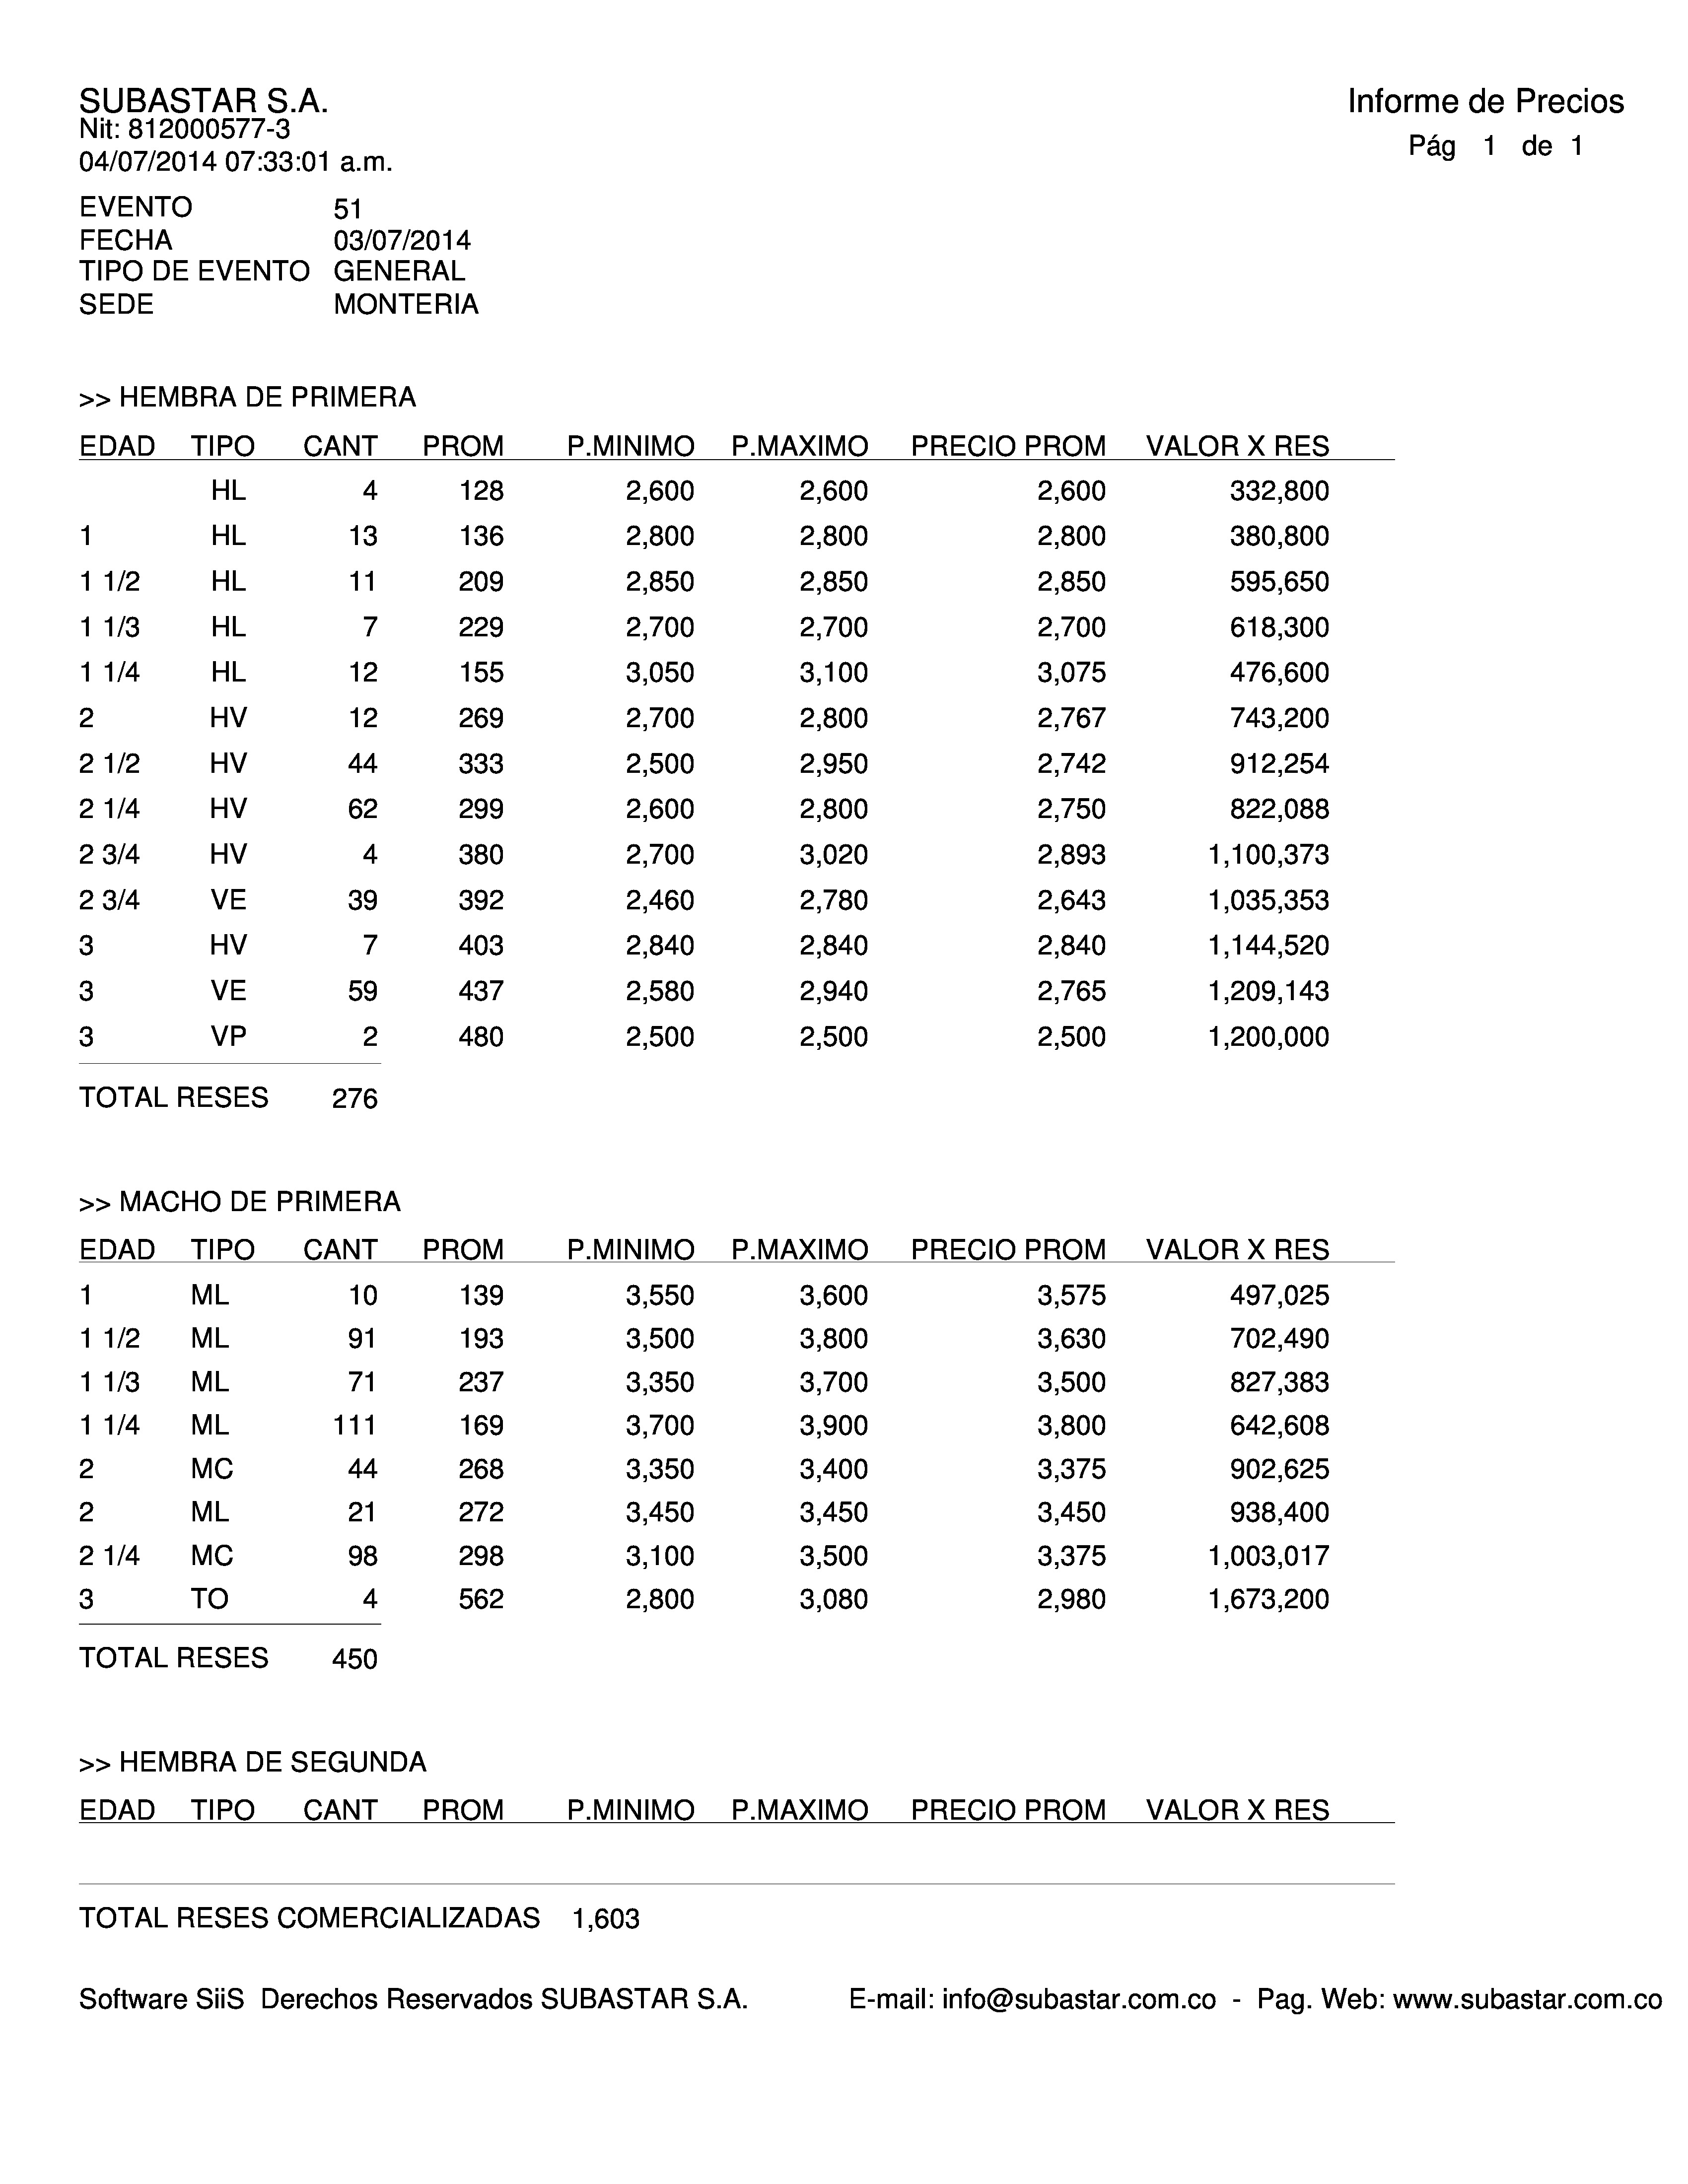 SUBASTAR S.A.
Informe de Precios
Nit: 812000577-3
Pág 1 de 1
04/07/2014 07:33:01 a.m.
EVENTO 51
FECHA 03/07/2014
TIPO DE EVENTO GENERAL
SEDE MONTERIA
>> HEMBRA DE PRIMERA
EDAD TIPO CANT PROM P.MINIMO P.MAXIMO PRECIO PROM VALOR X RES
HL 4 128 2,600 2,600 2,600 332,800
1 HL 13 136 2,800 2,800 2,800 380,800
1 1/2 HL 11 209 2,850 2,850 2,850 595,650
1 1/3 HL 7 229 2,700 2,700 2,700 618,300
1 1/4 HL 12 155 3,050 3,100 3,075 476,600
2 HV 12 269 2,700 2,800 2,767 743,200
2 1/2 HV 44 333 2,500 2,950 2,742 912,254
2 1/4 HV 62 299 2,600 2,800 2,750 822,088
2 3/4 HV 4 380 2,700 3,020 2,893 1,100,373
2 3/4 VE 39 392 2,460 2,780 2,643 1,035,353
3 HV 7 403 2,840 2,840 2,840 1,144,520
3 VE 59 437 2,580 2,940 2,765 1,209,143
3 VP 2 480 2,500 2,500 2,500 1,200,000
TOTAL RESES 276
>> MACHO DE PRIMERA
EDAD TIPO CANT PROM P.MINIMO P.MAXIMO PRECIO PROM VALOR X RES
1 ML 10 139 3,550 3,600 3,575 497,025
1 1/2 ML 91 193 3,500 3,800 3,630 702,490
1 1/3 ML 71 237 3,350 3,700 3,500 827,383
1 1/4 ML 111 169 3,700 3,900 3,800 642,608
2 MC 44 268 3,350 3,400 3,375 902,625
2 ML 21 272 3,450 3,450 3,450 938,400
2 1/4 MC 98 298 3,100 3,500 3,375 1,003,017
3 TO 4 562 2,800 3,080 2,980 1,673,200
TOTAL RESES 450
>> HEMBRA DE SEGUNDA
EDAD TIPO CANT PROM P.MINIMO P.MAXIMO PRECIO PROM VALOR X RES
TOTAL RESES COMERCIALIZADAS 1,603
Software SiiS Derechos Reservados SUBASTAR S.A. E-mail: info@subastar.com.co - Pag. Web: www.subastar.com.co